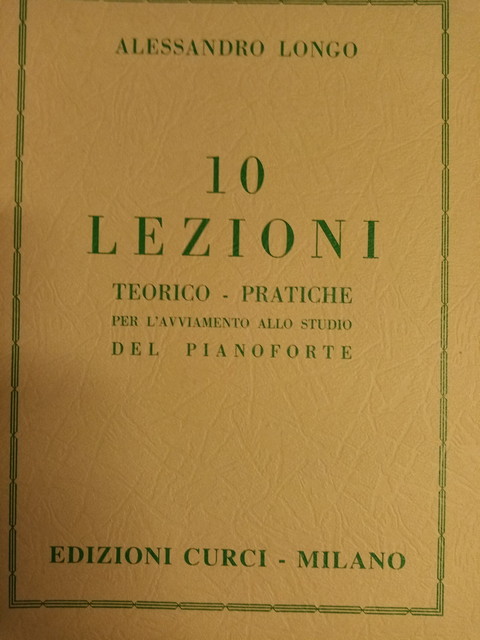 ALESSANDRO LONGO
10
LEZIONI
TEORICO - PRATICHE
PER L'AVVIAMENTO ALLO STUDIO
DEL PIANOFORTE
EDIZIONI CURCI - MILANO